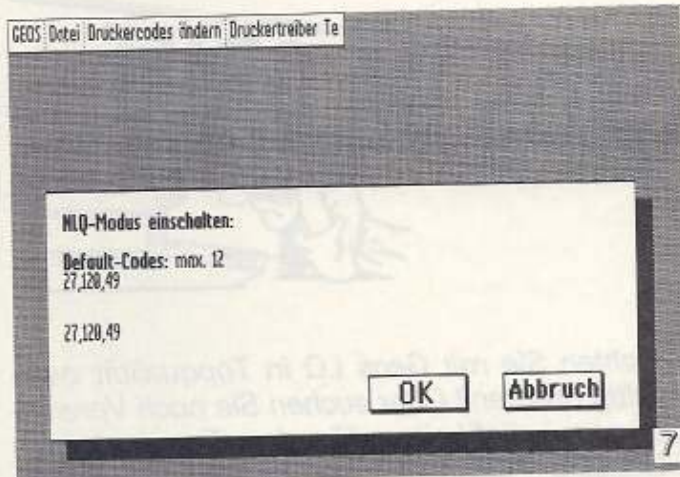 GEOS Datei Druckercodes ändern Druckertreiber Te
NLQ-Modus einschalten:
Default-Codes: max. 12
27,120,49
27,120,49
OK Abbruch
7